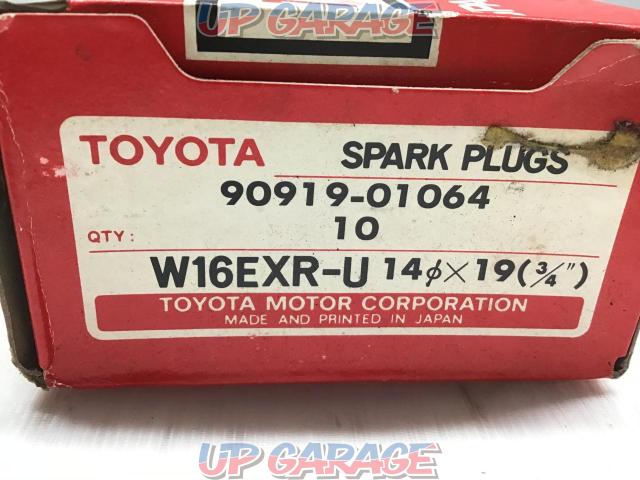 UP GARAGE
TOYOTA SPARK PLUGS
90919-01064
QTY: 10
W16EXR-U 14φ×19(3/4")
TOYOTA MOTOR CORPORATION
MADE AND PRINTED IN JAPAN
UP GARAGE